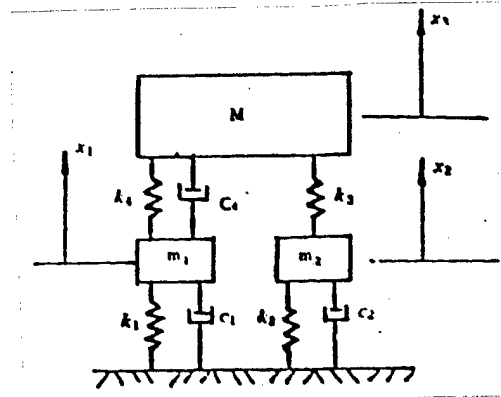 x₃
M
x₁
x₂
k₄
C₄
k₃
m₁
m₂
k₁
c₁
k₂
c₂